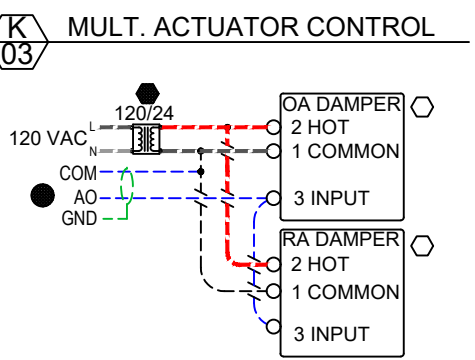 K
03
MULT. ACTUATOR CONTROL
120/24
120 VAC
L
N
COM
AO
GND
OA DAMPER
2 HOT
1 COMMON
3 INPUT
RA DAMPER
2 HOT
1 COMMON
3 INPUT